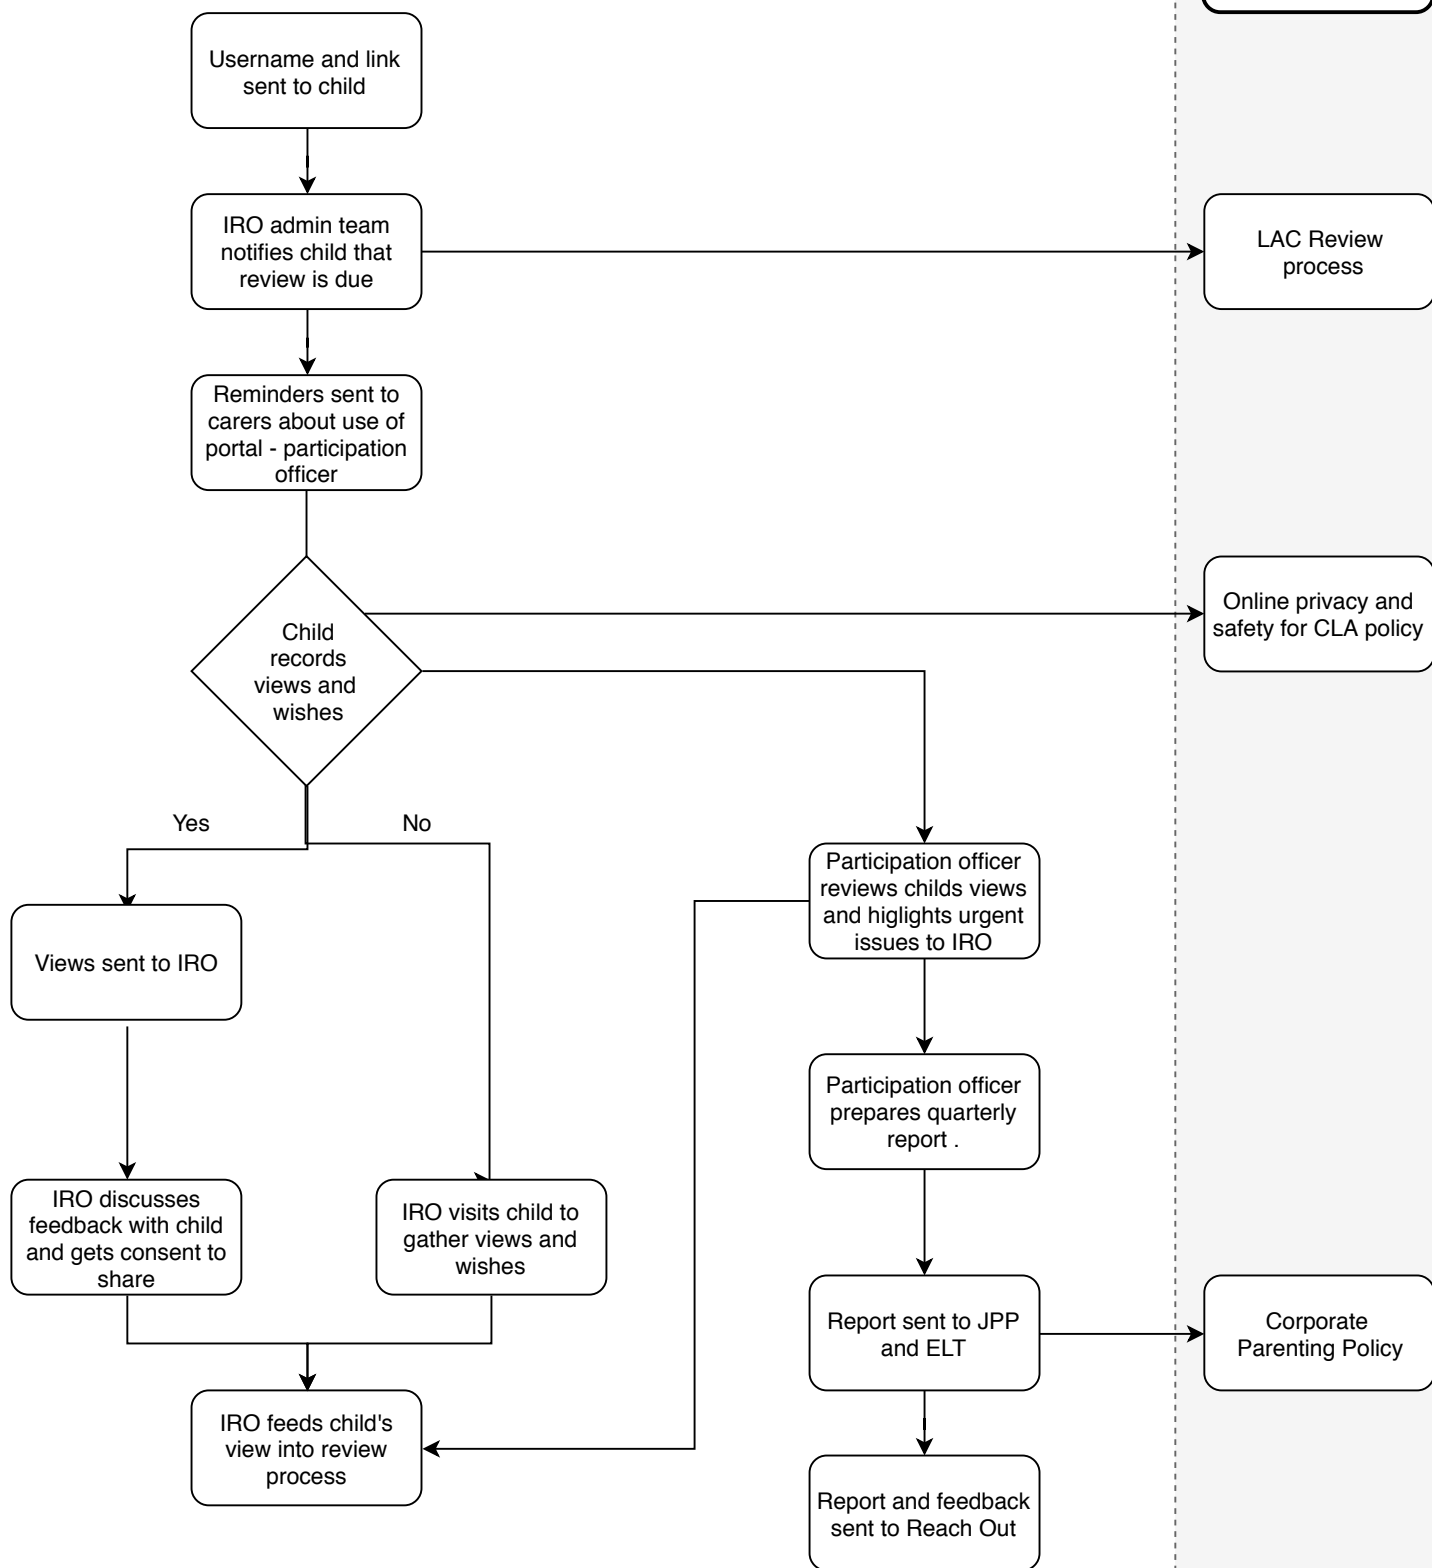 Username and link
sent to child
IRO admin team
notifies child that
review is due
LAC Review
process
Reminders sent to
carers about use of
portal - participation
officer
Child
records
views and
wishes
Online privacy and
safety for CLA policy
Yes
No
Participation officer
reviews childs views
and higlights urgent
issues to IRO
Views sent to IRO
Participation officer
prepares quarterly
report .
IRO discusses
feedback with child
and gets consent to
share
IRO visits child to
gather views and
wishes
Report sent to JPP
and ELT
Corporate
Parenting Policy
IRO feeds child's
view into review
process
Report and feedback
sent to Reach Out